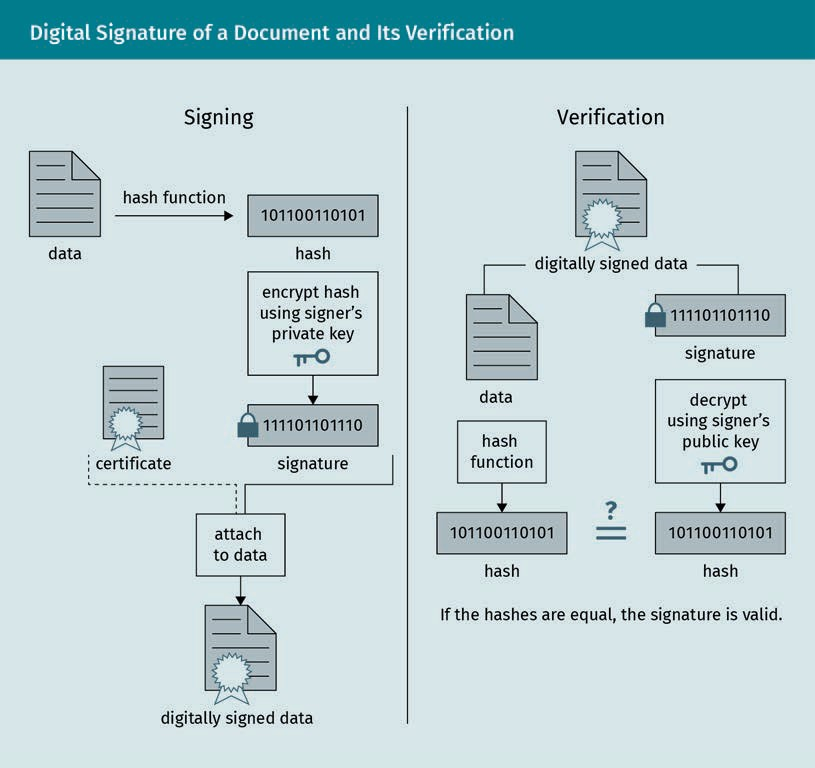 Digital Signature of a Document and Its Verification
Signing
data
hash function
101100110101
hash
encrypt hash
using signer's
private key
111101101110
signature
certificate
attach
to data
digitally signed data
Verification
digitally signed data
data
111101101110
signature
hash
function
decrypt
using signer's
public key
101100110101
hash
?
=
101100110101
hash
If the hashes are equal, the signature is valid.